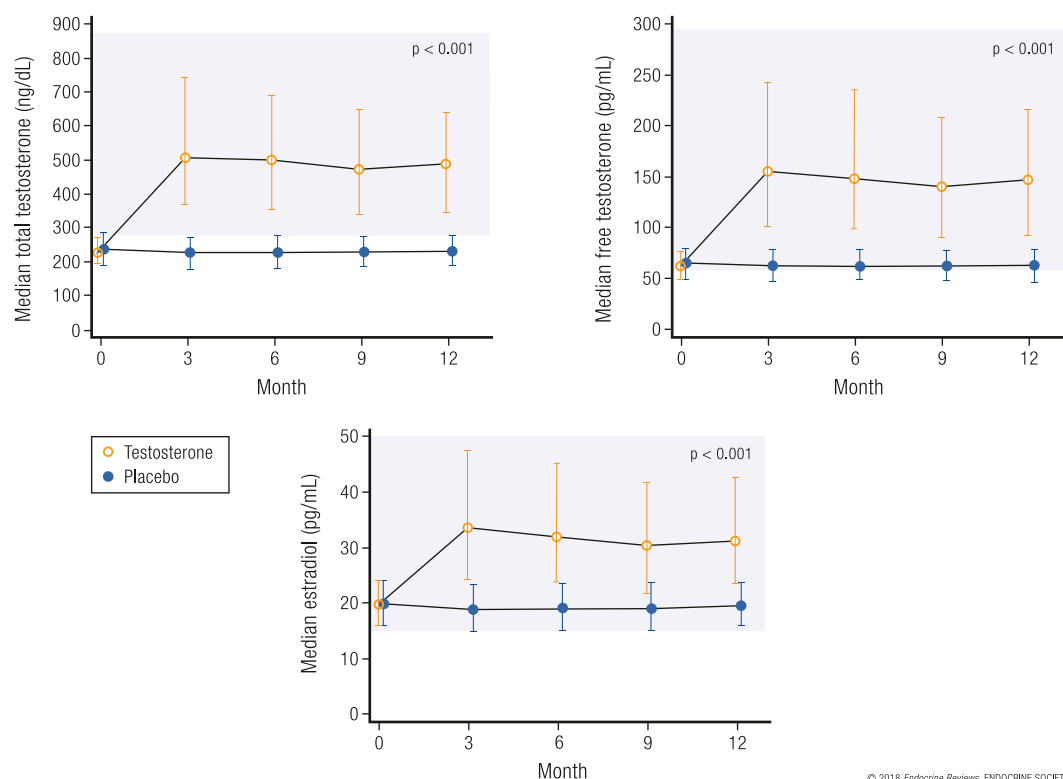 Median total testosterone (ng/dL)
900
800
700
600
500
400
300
200
100
0
p < 0.001
0 3 6 9 12
Month
Median free testosterone (pg/mL)
300
250
200
150
100
50
0
p < 0.001
0 3 6 9 12
Month
Testosterone
Placebo
Median estradiol (pg/mL)
50
40
30
20
10
0
p < 0.001
0 3 6 9 12
Month
© 2018 Endocrine Reviews ENDOCRINE SOCIET